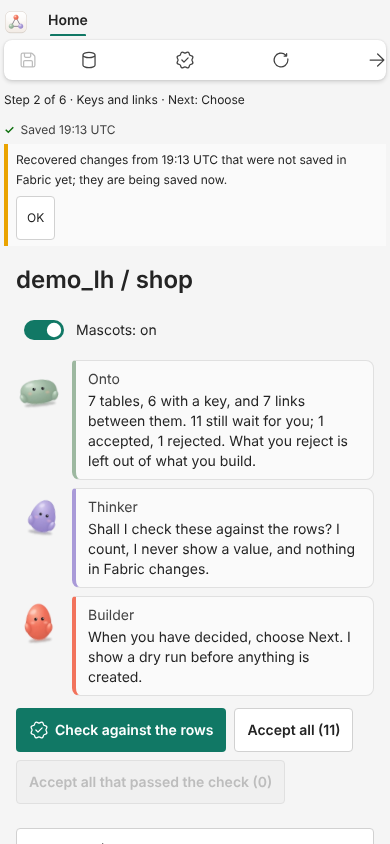 Home
Step 2 of 6 · Keys and links · Next: Choose
Saved 19:13 UTC
Recovered changes from 19:13 UTC that were not saved in
Fabric yet; they are being saved now.
OK
demo_lh / shop
Mascots: on
Onto
7 tables, 6 with a key, and 7 links
between them. 11 still wait for you; 1
accepted, 1 rejected. What you reject is
left out of what you build.
Thinker
Shall I check these against the rows? I
count, I never show a value, and nothing
in Fabric changes.
Builder
When you have decided, choose Next. I
show a dry run before anything is
created.
Check against the rows
Accept all (11)
Accept all that passed the check (0)